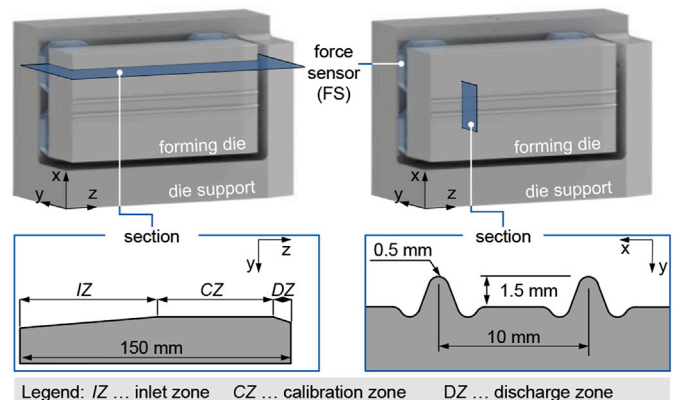 force
sensor
(FS)
forming die
die support
x
y
z
forming die
die support
x
y
z
section
z
y
IZ
CZ
DZ
150 mm
section
x
y
0.5 mm
1.5 mm
10 mm
Legend: IZ ... inlet zone CZ ... calibration zone DZ ... discharge zone